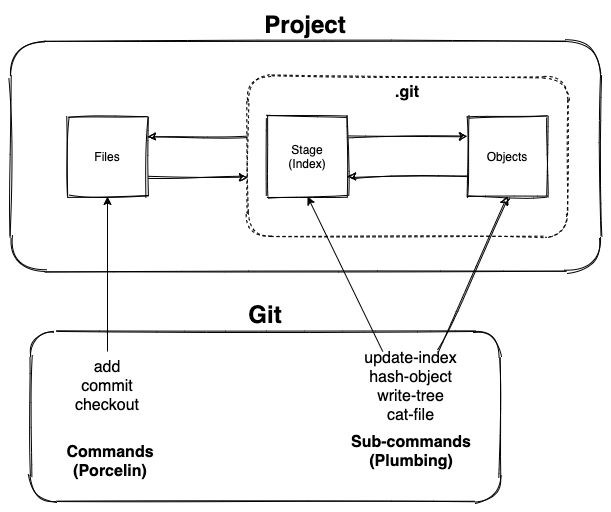 Project
.git
Files
Stage
(Index)
Objects
Git
add
commit
checkout
Commands
(Porcelin)
update-index
hash-object
write-tree
cat-file
Sub-commands
(Plumbing)